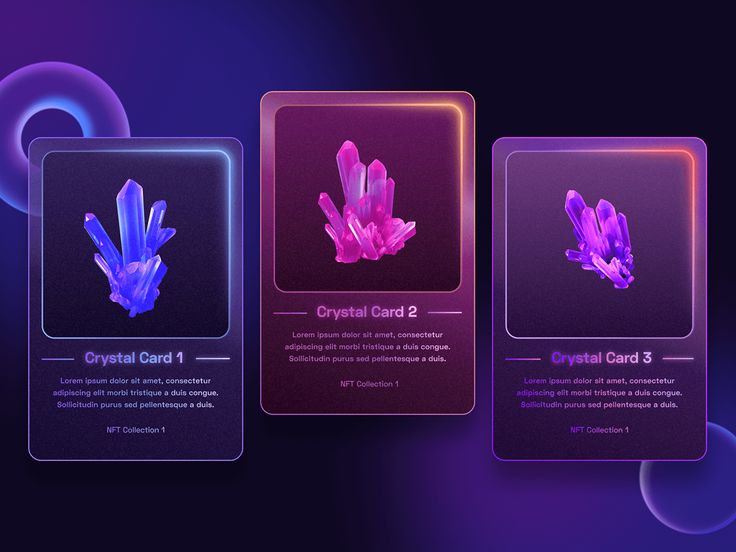 Crystal Card 1
Lorem ipsum dolor sit amet, consectetur
adipiscing elit morbi tristique a duis congue.
Sollicitudin purus sed pellentesque a duis.
NFT Collection 1
Crystal Card 2
Lorem ipsum dolor sit amet, consectetur
adipiscing elit morbi tristique a duis congue.
Sollicitudin purus sed pellentesque a duis.
NFT Collection 1
Crystal Card 3
Lorem ipsum dolor sit amet, consectetur
adipiscing elit morbi tristique a duis congue.
Sollicitudin purus sed pellentesque a duis.
NFT Collection 1